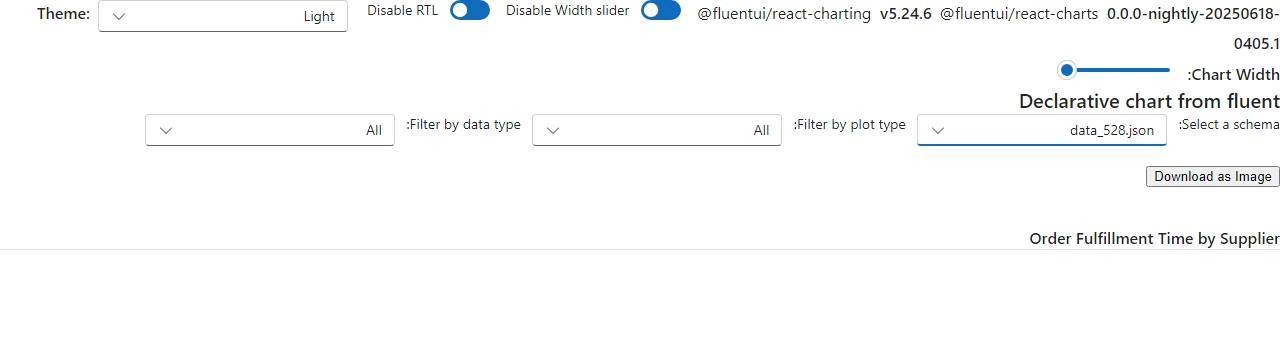 Theme: Light Disable RTL Disable Width slider @fluentui/react-charting v5.24.6 @fluentui/react-charts 0.0.0-nightly-20250618-
0405.1
:Chart Width
Declarative chart from fluent
:Select a schema data_528.json :Filter by plot type All :Filter by data type All
Download as Image
Order Fulfillment Time by Supplier